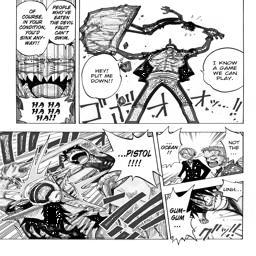 I KNOW A
GAME WE
CAN PLAY.
HEY!
PUT ME
DOWN!!
PEOPLE
WHO'VE
EATEN THE
DEVIL FRUIT
CAN'T
SWIM.
OF
COURSE,
IN YOUR
CONDITION,
YOU'D
SINK ANY-
WAY!!
HA HA
HA HA
HA HA
NOT
THE...
...OCEAN
!!
UNGH...
GUM-
GUM...
...PISTOL
!!!!